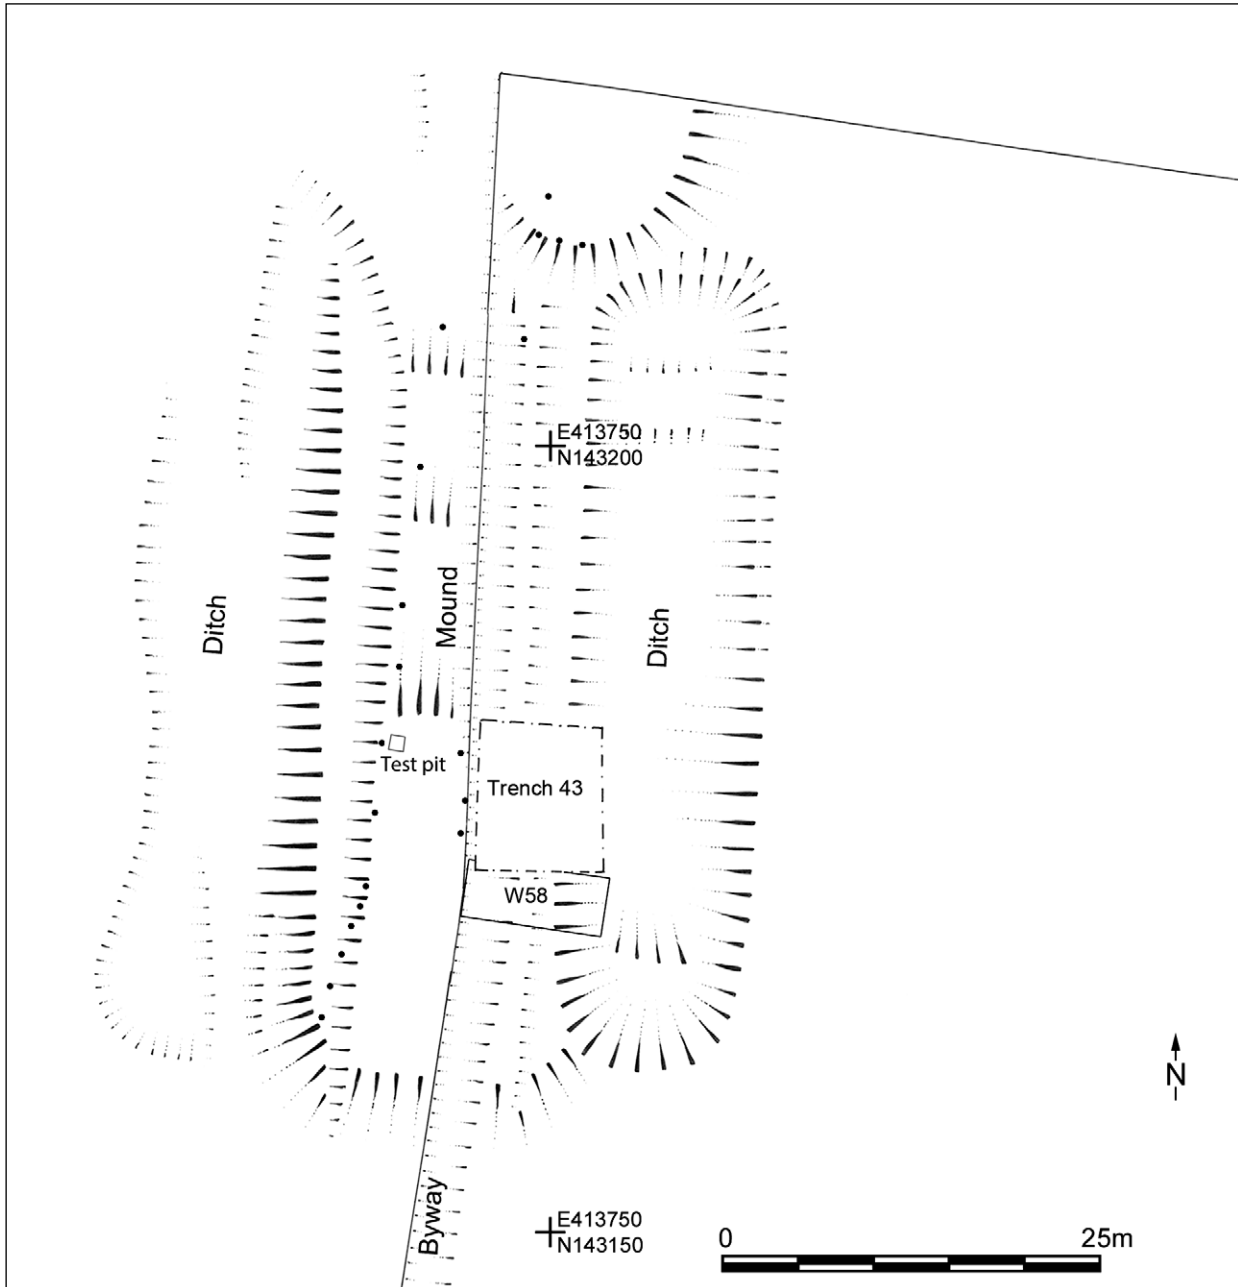 E413750
N143200
Ditch
Mound
Ditch
Test pit
Trench 43
W58
N
Byway
E413750
N143150
0 25m